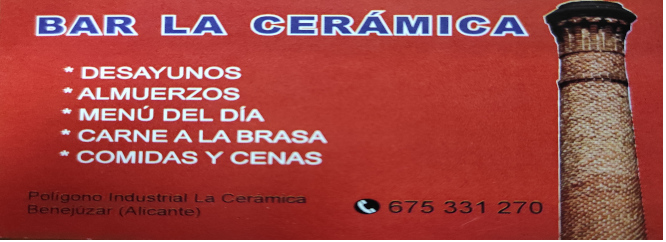 BAR LA CERÁMICA
* DESAYUNOS
* ALMUERZOS
* MENÚ DEL DÍA
* CARNE A LA BRASA
* COMIDAS Y CENAS
Polígono Industrial La Ceramica
Benejúzar (Alicante)
675 331 270